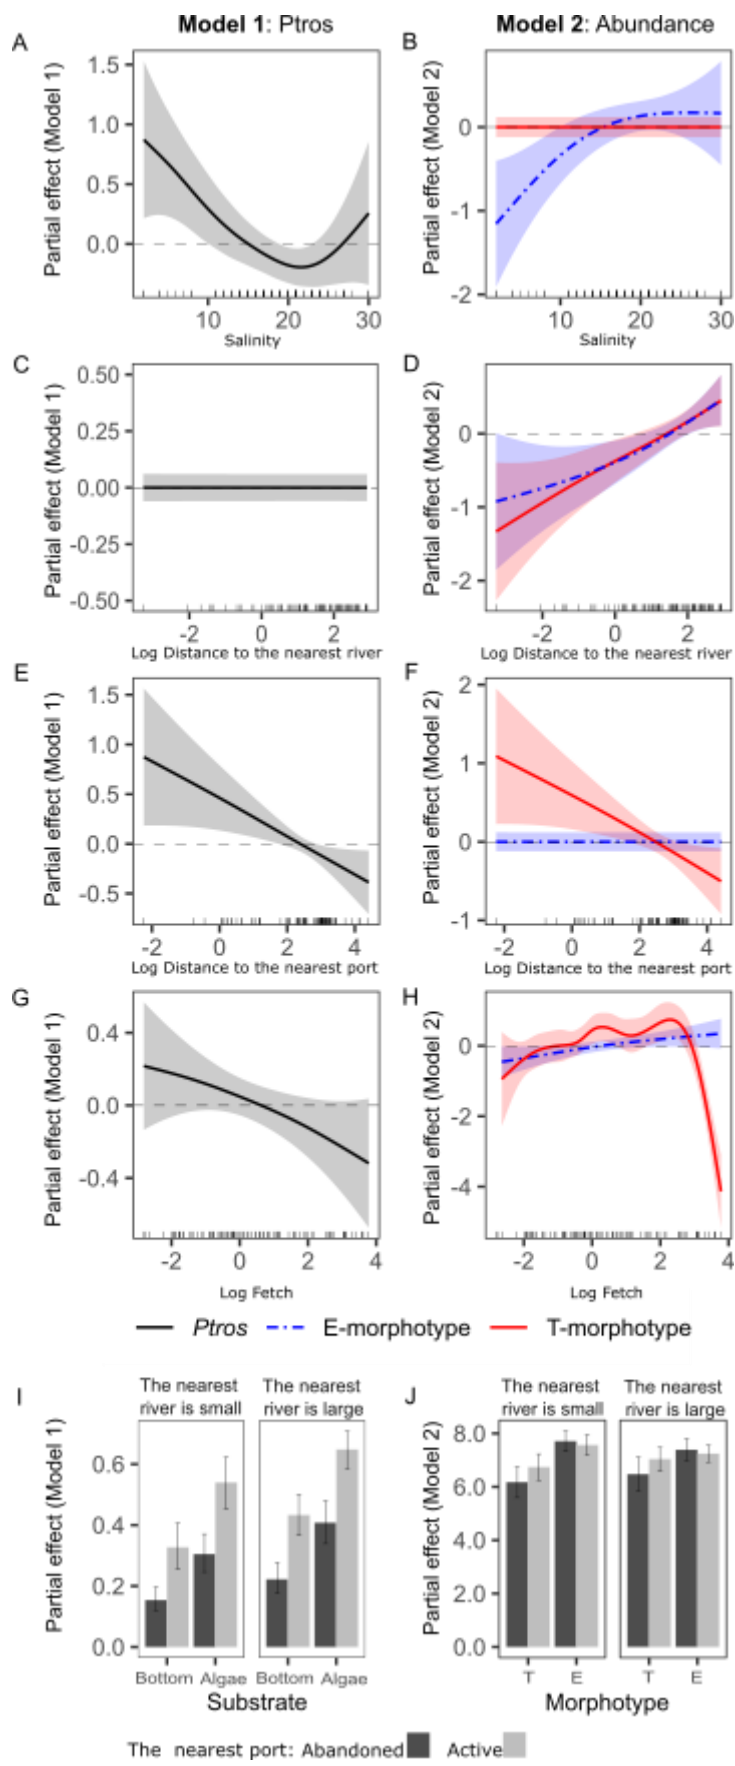 Model 1: Ptros
Model 2: Abundance
A
Partial effect (Model 1)
1.5
1.0
0.5
0.0
10
20
30
Salinity
B
Partial effect (Model 2)
0
-1
-2
10
20
30
Salinity
C
Partial effect (Model 1)
0.50
0.25
0.00
-0.25
-0.50
-2
0
2
Log Distance to the nearest river
D
Partial effect (Model 2)
0
-1
-2
-2
0
2
Log Distance to the nearest river
E
Partial effect (Model 1)
1.5
1.0
0.5
0.0
-0.5
-2
0
2
4
Log Distance to the nearest port
F
Partial effect (Model 2)
2
1
0
-1
-2
0
2
4
Log Distance to the nearest port
G
Partial effect (Model 1)
0.4
0.0
-0.4
-2
0
2
4
Log Fetch
H
Partial effect (Model 2)
0
-2
-4
-2
0
2
4
Log Fetch
Ptros E-morphotype T-morphotype
I
The nearest
river is small
The nearest
river is large
Partial effect (Model 1)
0.6
0.4
0.2
0.0
Bottom Algae
Bottom Algae
Substrate
J
The nearest
river is small
The nearest
river is large
Partial effect (Model 2)
8.0
6.0
4.0
2.0
0.0
T E
T E
Morphotype
The nearest port: Abandoned Active